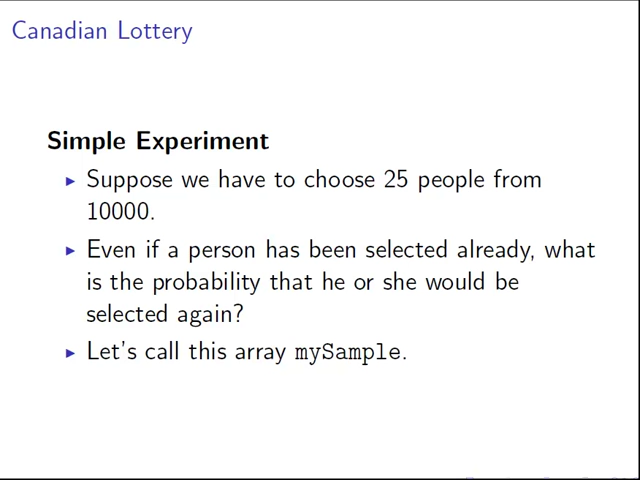 Canadian Lottery
Simple Experiment
▶ Suppose we have to choose 25 people from
10000.
▶ Even if a person has been selected already, what
is the probability that he or she would be
selected again?
▶ Let's call this array mySample.